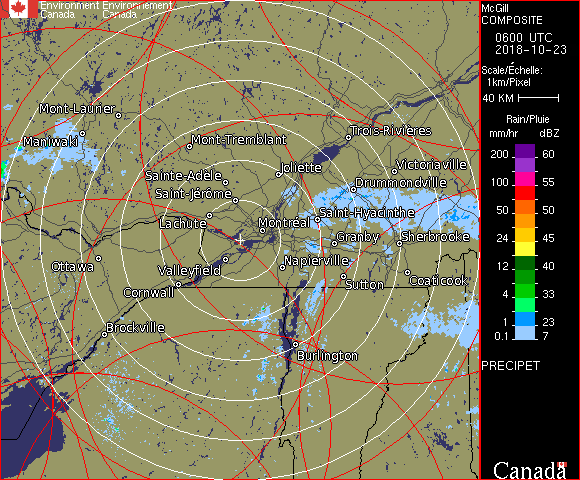 Environment Environnement
Canada Canada
McGill
COMPOSITE
0600 UTC
2018-10-23
Scale/Échelle:
1km/Pixel
40 KM
Rain/Pluie
mm/hr dBZ
200 60
100 55
50 50
24 45
12 40
8 33
4 30
1 23
0.1 7
PRECIPET
Canada
Mont-Laurier
Maniwaki
Mont-Tremblant
Trois-Rivières
Joliette
Victoriaville
Sainte-Adèle
Drummondville
Saint-Jérôme
Saint-Hyacinthe
Lachute
Montréal
Granby
Sherbrooke
Ottawa
Valleyfield
Napierville
Sutton
Coaticook
Cornwall
Brockville
Burlington